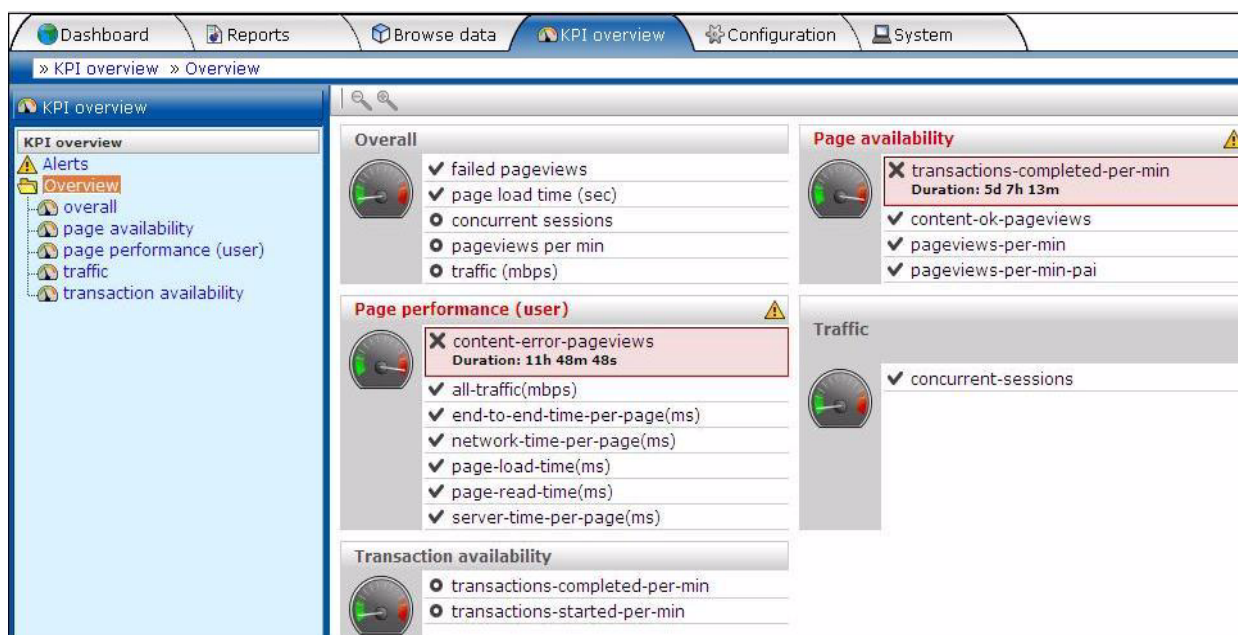 Dashboard Reports Browse data KPI overview Configuration System
» KPI overview » Overview
KPI overview
KPI overview
Alerts
Overview
overall
page availability
page performance (user)
traffic
transaction availability
Overall
failed pageviews
page load time (sec)
concurrent sessions
pageviews per min
traffic (mbps)
Page availability
transactions-completed-per-min
Duration: 5d 7h 13m
content-ok-pageviews
pageviews-per-min
pageviews-per-min-pai
Page performance (user)
content-error-pageviews
Duration: 11h 48m 48s
all-traffic(mbps)
end-to-end-time-per-page(ms)
network-time-per-page(ms)
page-load-time(ms)
page-read-time(ms)
server-time-per-page(ms)
Traffic
concurrent-sessions
Transaction availability
transactions-completed-per-min
transactions-started-per-min